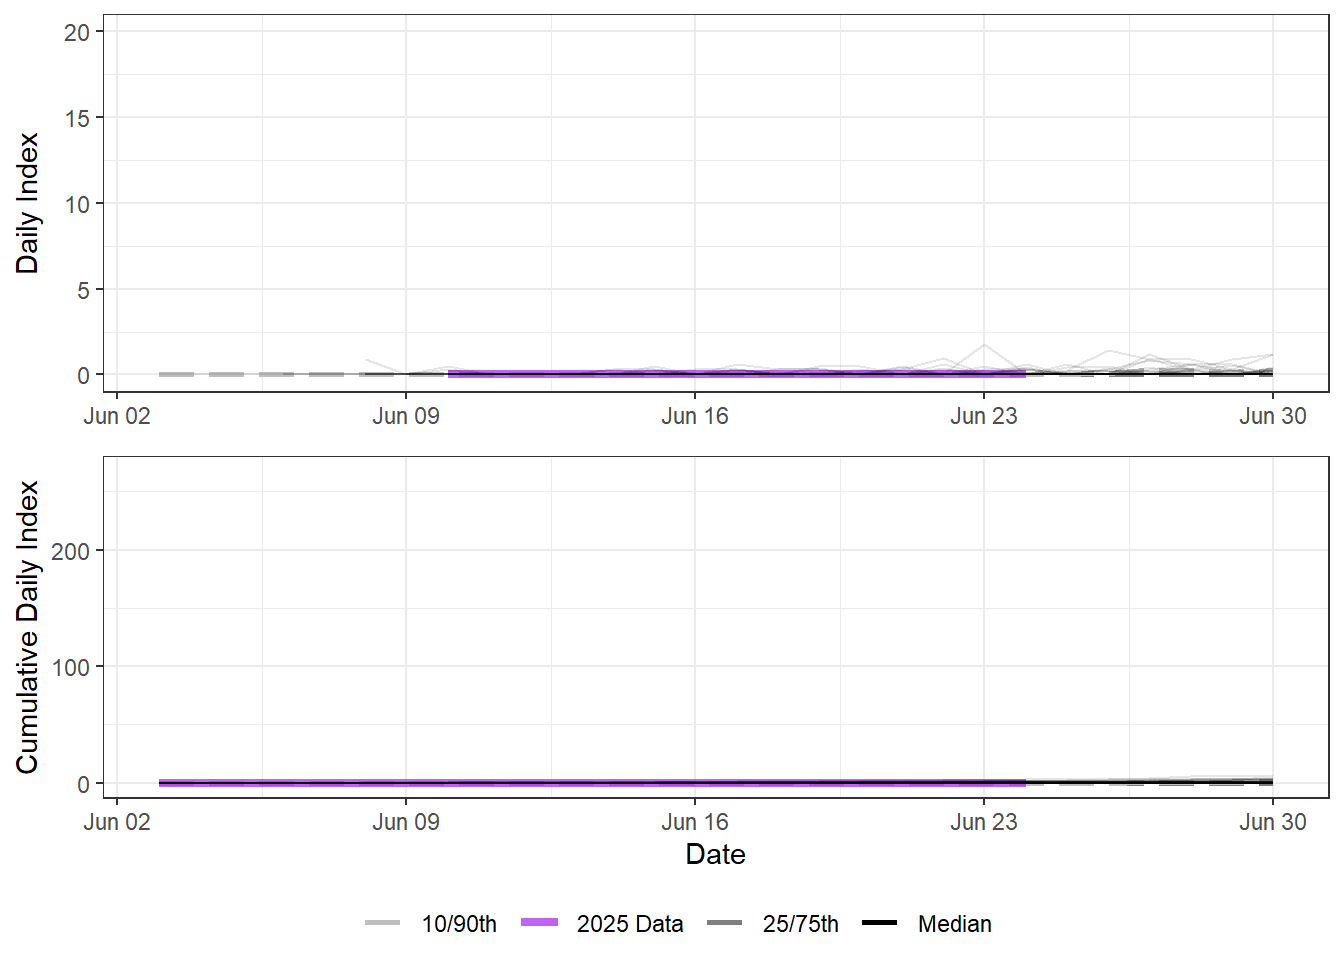 Daily Index
20
15
10
5
0
Jun 02 Jun 09 Jun 16 Jun 23 Jun 30
Cumulative Daily Index
200
100
0
Jun 02 Jun 09 Jun 16 Jun 23 Jun 30
Date
10/90th 2025 Data 25/75th Median